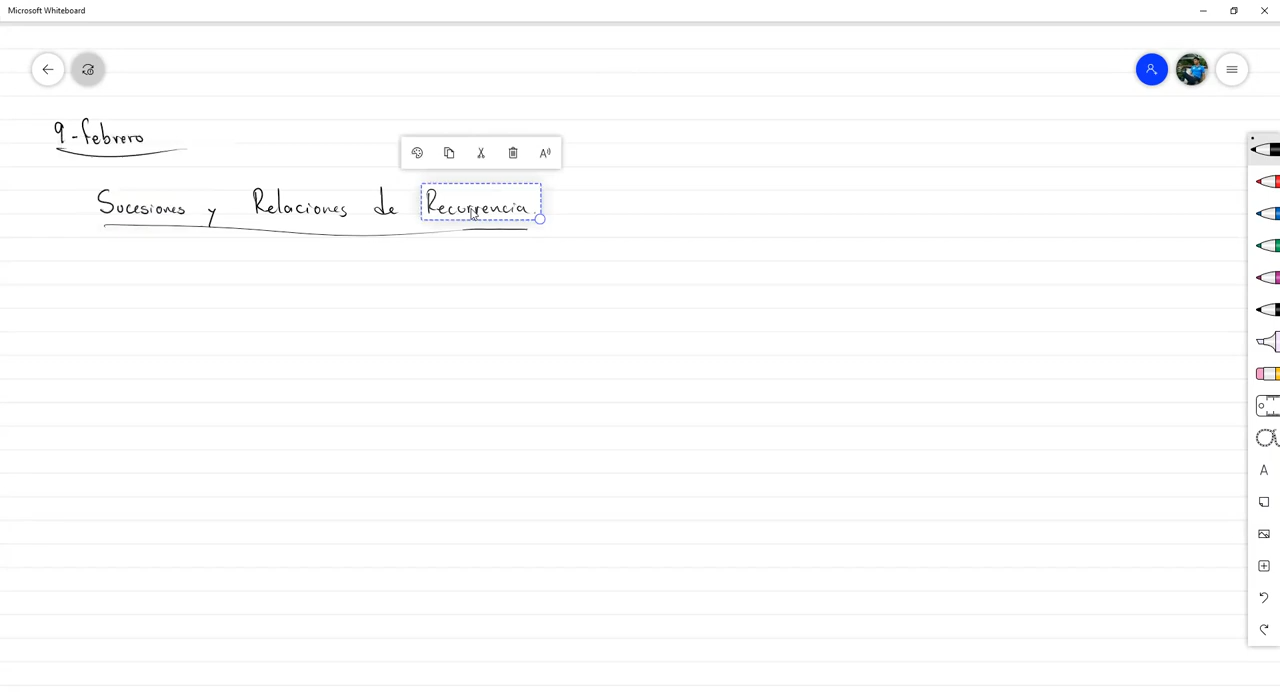 Microsoft Whiteboard
9-febrero
Sucesiones y Relaciones de Recurrencia